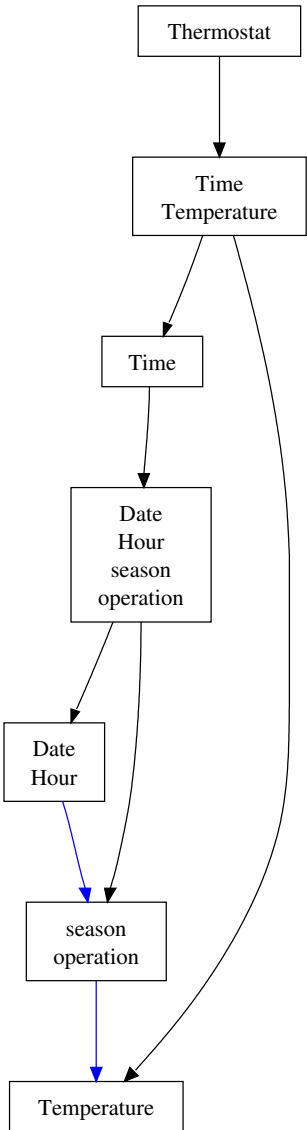 Thermostat
Time
Temperature
Time
Date
Hour
season
operation
Date
Hour
season
operation
Temperature